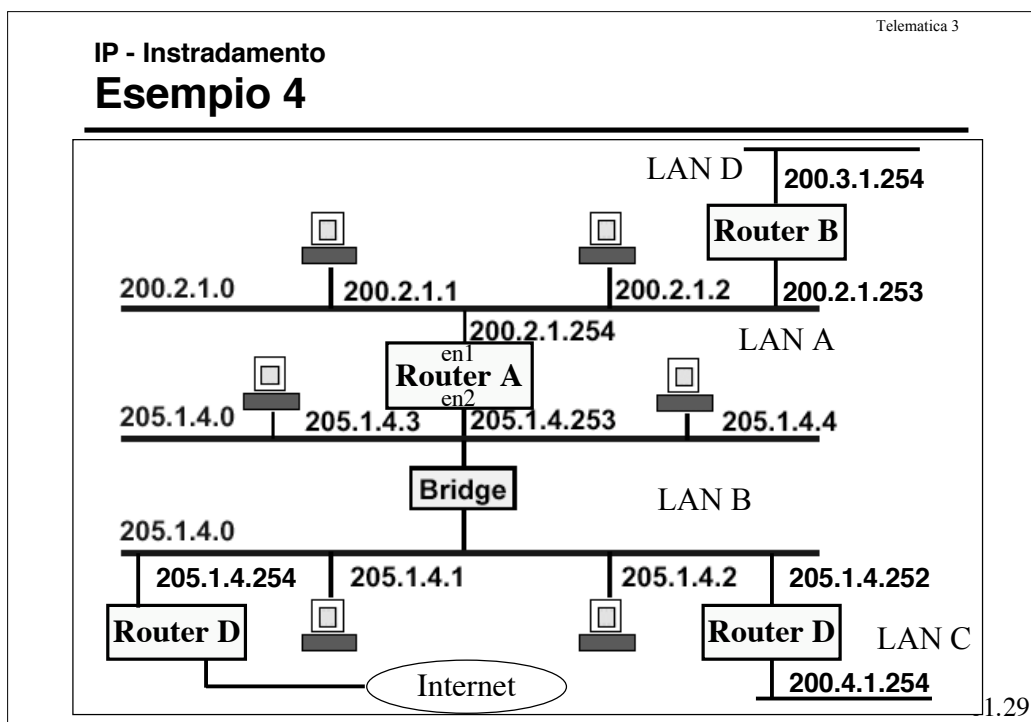 Telematica 3
IP - Instradamento
Esempio 4
LAN D
200.3.1.254
Router B
200.2.1.0
200.2.1.1
200.2.1.2
200.2.1.253
200.2.1.254
LAN A
en1
Router A
en2
205.1.4.0
205.1.4.3
205.1.4.253
205.1.4.4
Bridge
LAN B
205.1.4.0
205.1.4.254
205.1.4.1
205.1.4.2
205.1.4.252
Router D
Router D
LAN C
Internet
200.4.1.254
11.29